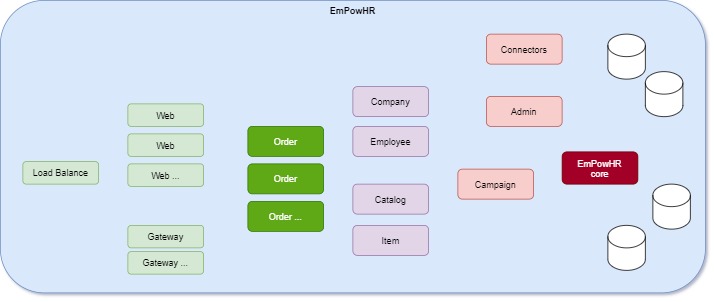 EmPowHR
Connectors
Company
Admin
Web
Web
Web ...
Order
Employee
Load Balance
Order
Order ...
EmPowHR
core
Campaign
Catalog
Gateway
Gateway ...
Item